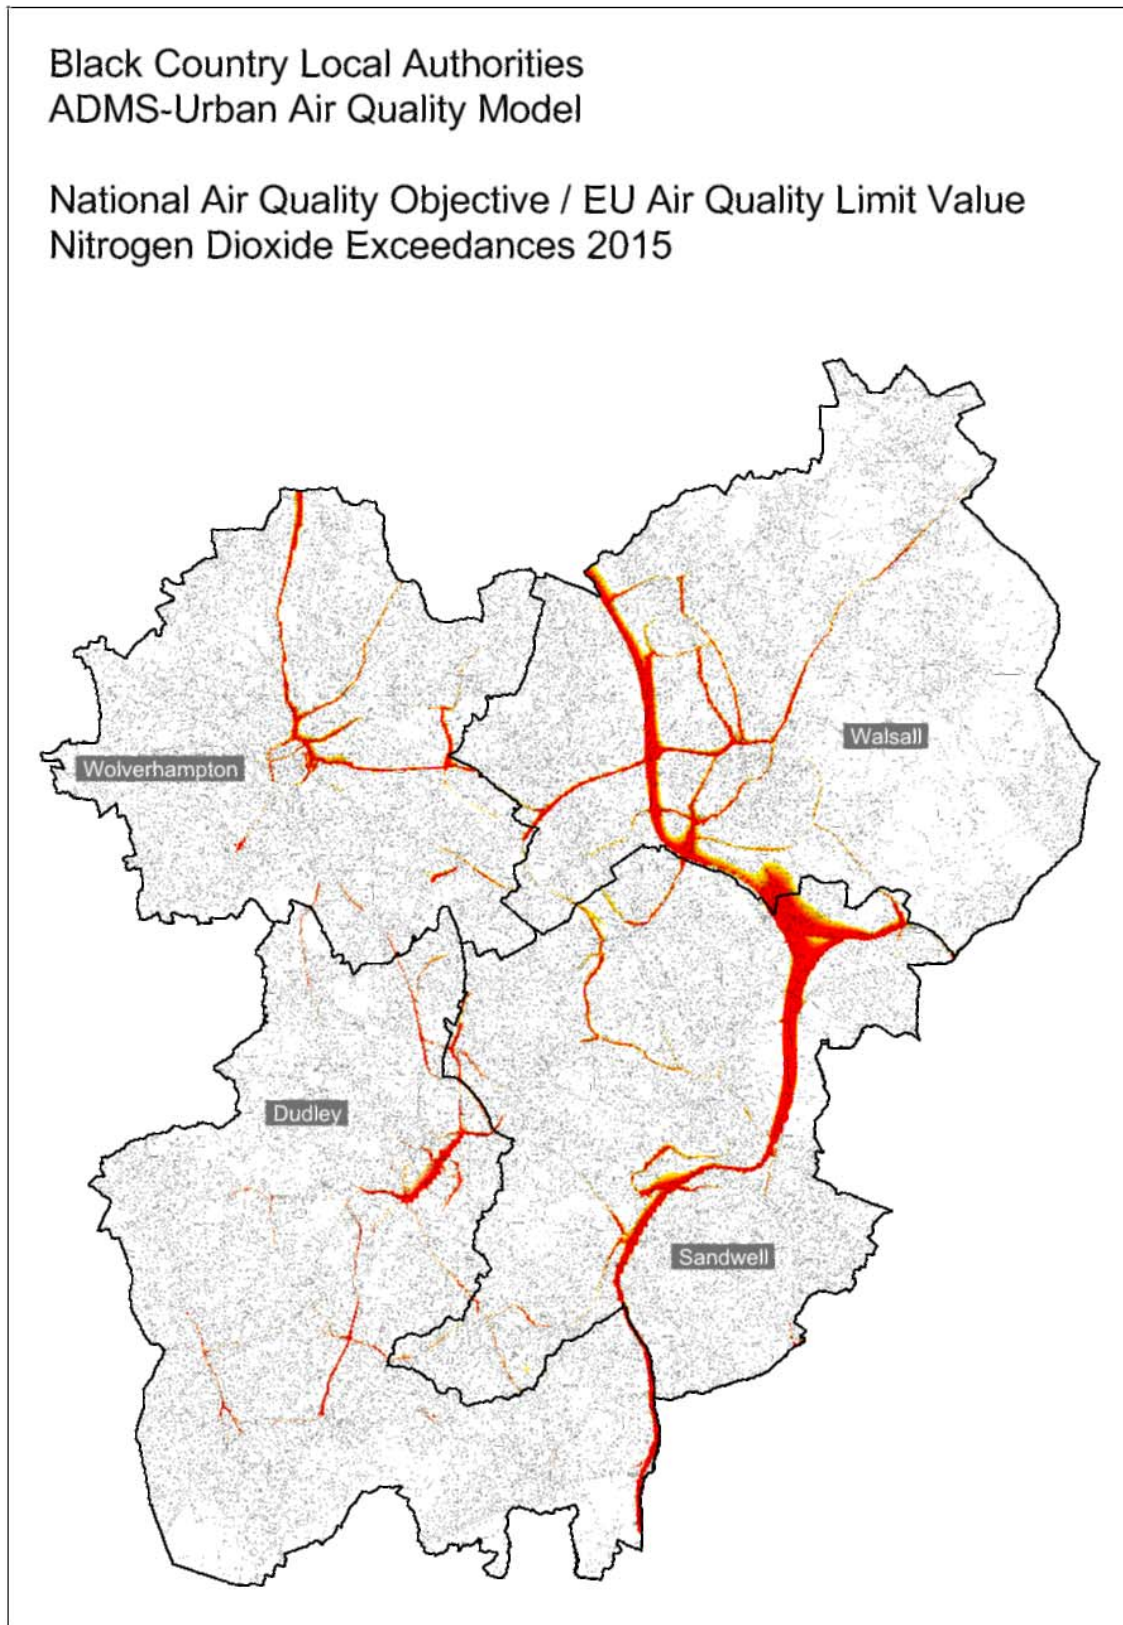 Black Country Local Authorities
ADMS-Urban Air Quality Model
National Air Quality Objective / EU Air Quality Limit Value
Nitrogen Dioxide Exceedances 2015
Walsall
Wolverhampton
Dudley
Sandwell